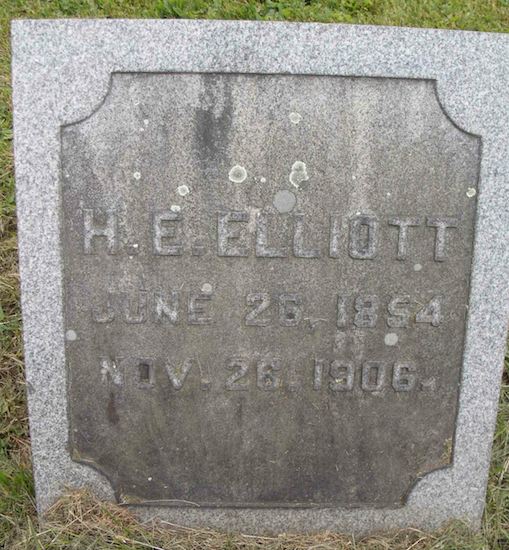 H. E. ELLIOTT
JUNE 26, 1854
NOV. 26, 1906.